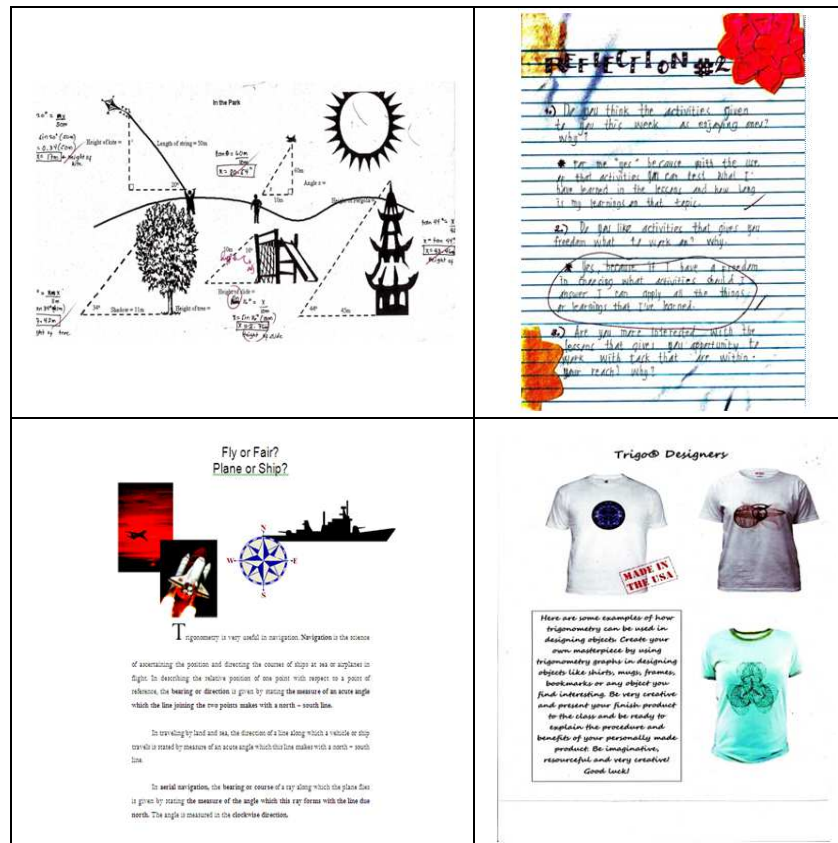 In the Park
Height of kite =
Length of string = 50m
20°
60m
10m
Angle x =
Height of pagoda =
10m
Height of slide =
34°
Shadow = 11m
Height of tree =
44°
45m
REFLECTION #2
1.) Do you think the activities given
to you this week as enjoying ones?
Why?
For me "yes" because with the use
of that activities you can test what I
have learned in the lessons and how long
is my learnings on that topic.
2.) Do you like activities that gives you
freedom what to work on? Why.
Yes, because if I have a freedom
in choosing what activities should I
answer I can apply all the things
or learnings that I've learned.
3.) Are you more interested with the
lessons that gives you opportunity to
work with task that are within
your reach? Why?
Fly or Fair?
Plane or Ship?
N
W
E
S
Trigonometry is very useful in navigation. Navigation is the science
of ascertaining the position and directing the courses of ships at sea or airplanes in
flight. In describing the relative position of one point with respect to a point of
reference, the bearing or direction is given by stating the measure of an acute angle
which the line joining the two points makes with a north – south line.
In traveling by land and sea, the direction of a line along which a vehicle or ship
travels is stated by measure of an acute angle which this line makes with a north – south
line.
In aerial navigation, the bearing or course of a ray along which the plane flies
is given by stating the measure of the angle which this ray forms with the line due
north. The angle is measured in the clockwise direction.
Trigo® Designers
MADE IN
THE USA
Here are some examples of how
trigonometry can be used in
designing objects. Create your
own masterpiece by using
trigonometry graphs in designing
objects like shirts, mugs, frames,
bookmarks or any object you
find interesting. Be very creative
and present your finish product
to the class and be ready to
explain the procedure and
benefits of your personally made
product. Be imaginative,
resourceful and very creative!
Good luck!